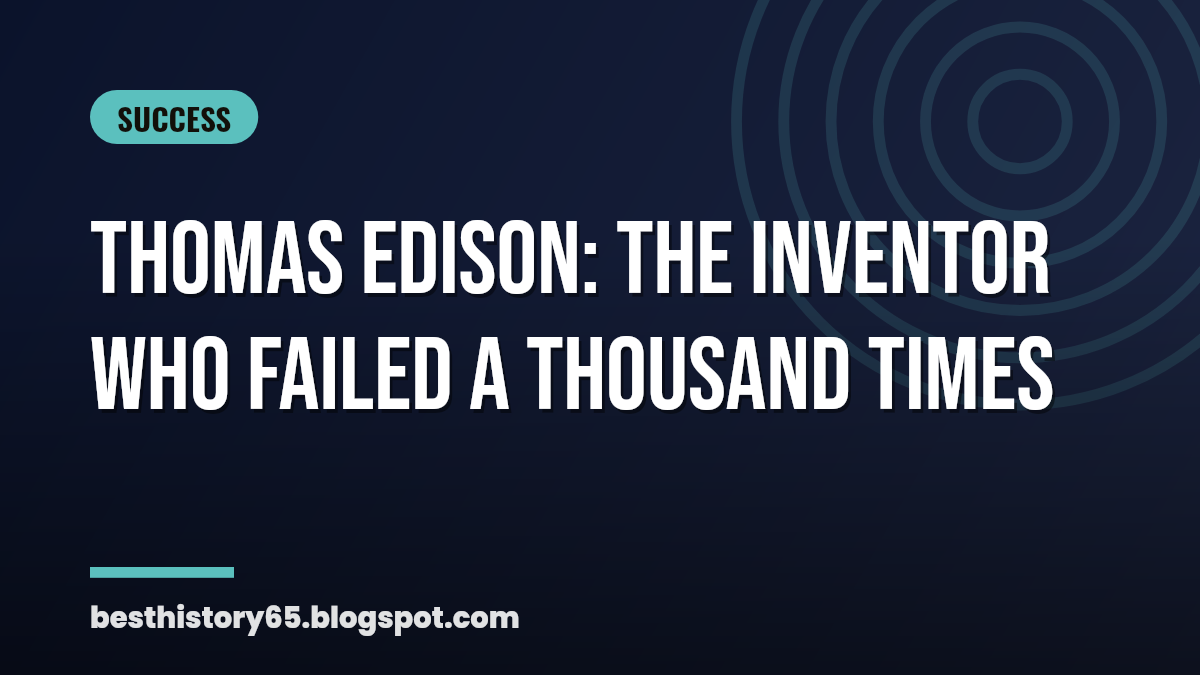 SUCCESS
THOMAS EDISON: THE INVENTOR
WHO FAILED A THOUSAND TIMES
besthistory65.blogspot.com